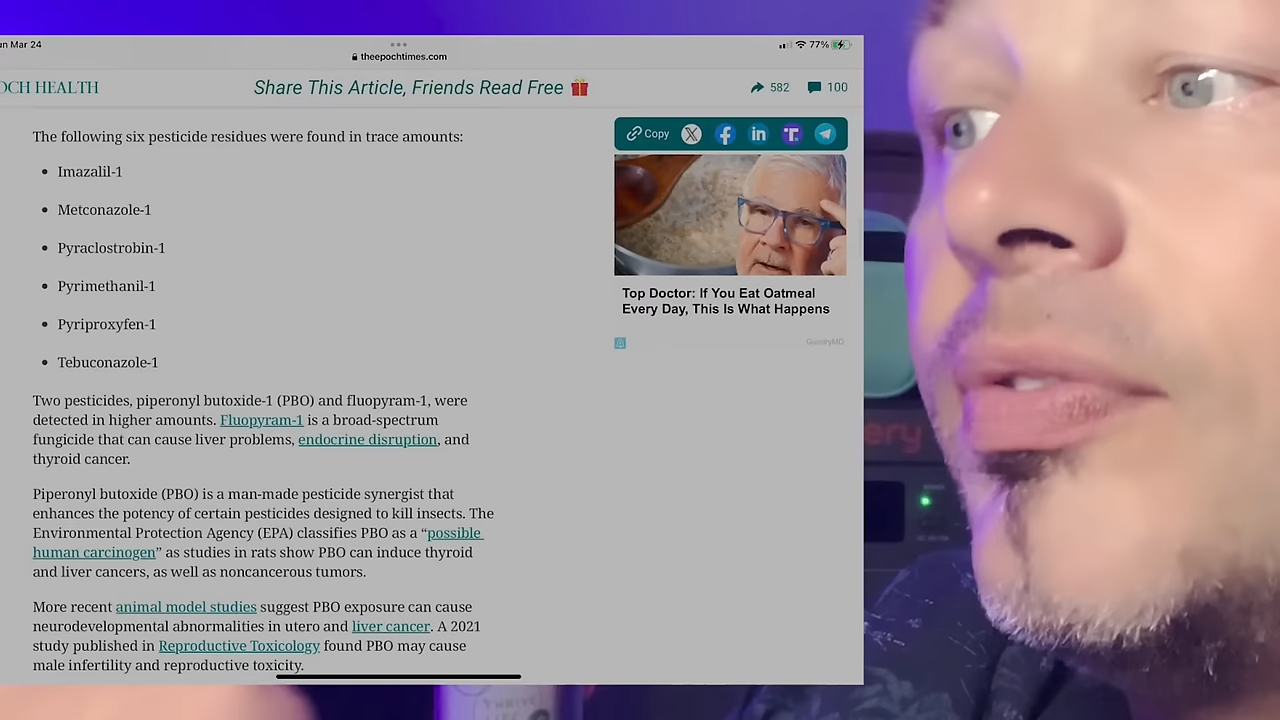 un Mar 24
theepochtimes.com
77%
OCH HEALTH
Share This Article, Friends Read Free
582
100
The following six pesticide residues were found in trace amounts:
Imazalil-1
Metconazole-1
Pyraclostrobin-1
Pyrimethanil-1
Pyriproxyfen-1
Tebuconazole-1
Two pesticides, piperonyl butoxide-1 (PBO) and fluopyram-1, were
detected in higher amounts. Fluopyram-1 is a broad-spectrum
fungicide that can cause liver problems, endocrine disruption, and
thyroid cancer.
Piperonyl butoxide (PBO) is a man-made pesticide synergist that
enhances the potency of certain pesticides designed to kill insects. The
Environmental Protection Agency (EPA) classifies PBO as a “possible
human carcinogen” as studies in rats show PBO can induce thyroid
and liver cancers, as well as noncancerous tumors.
More recent animal model studies suggest PBO exposure can cause
neurodevelopmental abnormalities in utero and liver cancer. A 2021
study published in Reproductive Toxicology found PBO may cause
male infertility and reproductive toxicity.
Copy
Top Doctor: If You Eat Oatmeal
Every Day, This Is What Happens
GundryMD
ery
THRIVE